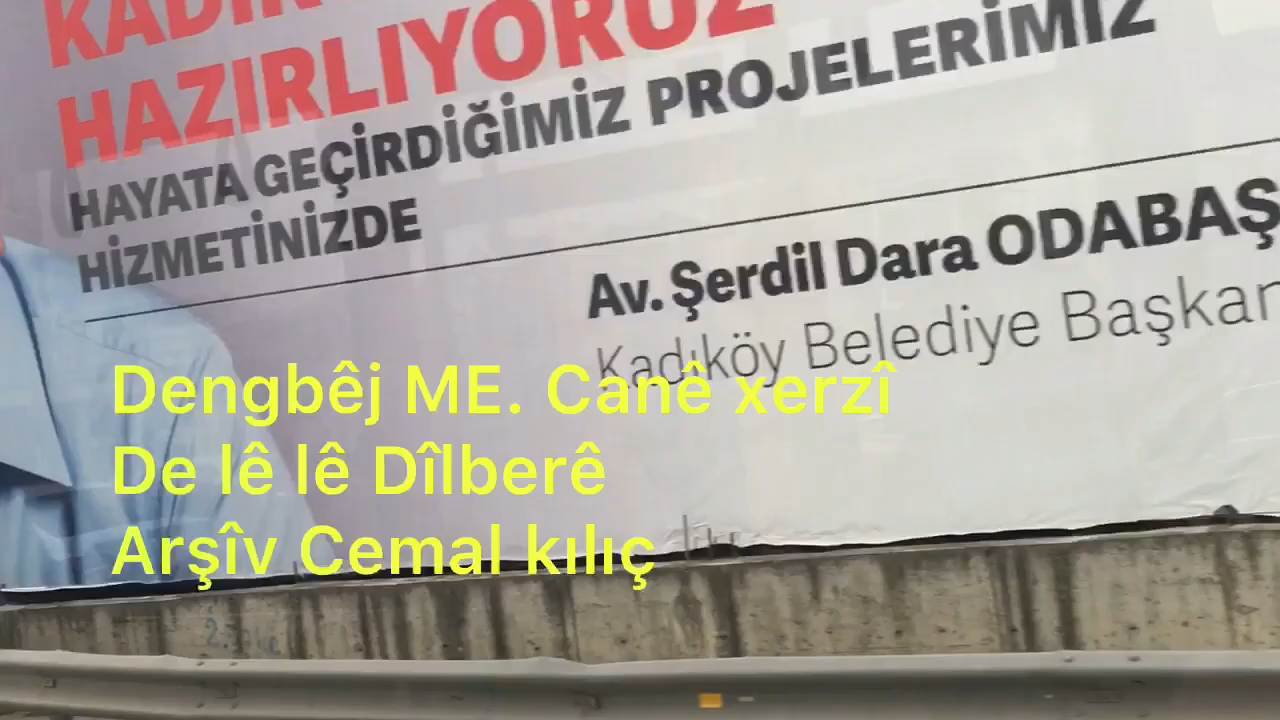 KADIK
HAZIRLIYORUZ
HAYATA GEÇİRDİĞİMİZ PROJELERİMİZ
HİZMETİNİZDE
Av. Şerdil Dara ODABAŞ
Kadıköy Belediye Başkan
Dengbêj ME. Canê xerzî
De lê lê Dîlberê
Arşîv Cemal kılıç